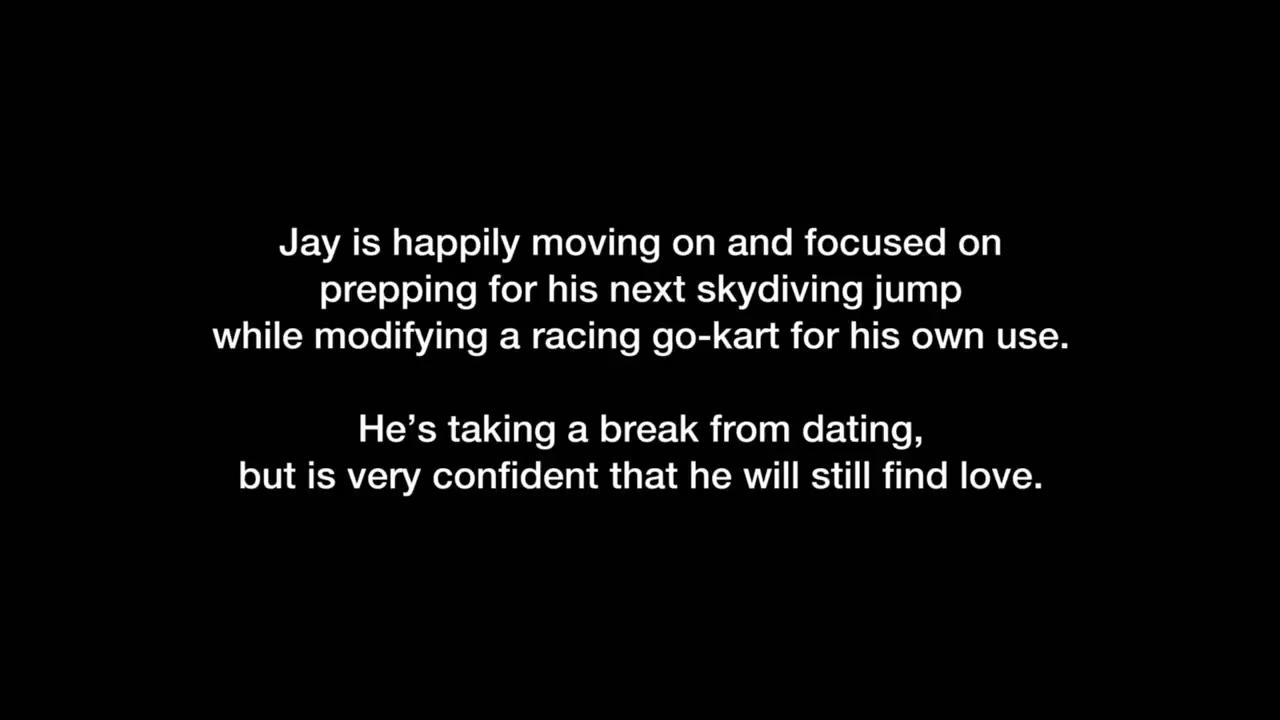 Jay is happily moving on and focused on
prepping for his next skydiving jump
while modifying a racing go-kart for his own use.
He’s taking a break from dating,
but is very confident that he will still find love.